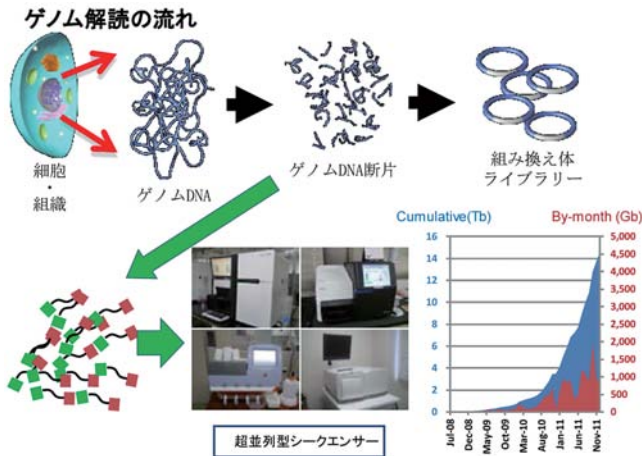 ゲノム解読の流れ
細胞
・
組織
ゲノムDNA
ゲノムDNA断片
組み換え体
ライブラリー
Cumulative(Tb)
By-month (Gb)
16
14
12
10
8
6
4
2
0
5,000
4,500
4,000
3,500
3,000
2,500
2,000
1,500
1,000
500
0
Jul-08
Dec-08
May-09
Oct-09
Mar-10
Aug-10
Jan-11
Jun-11
Nov-11
超並列型シークエンサー